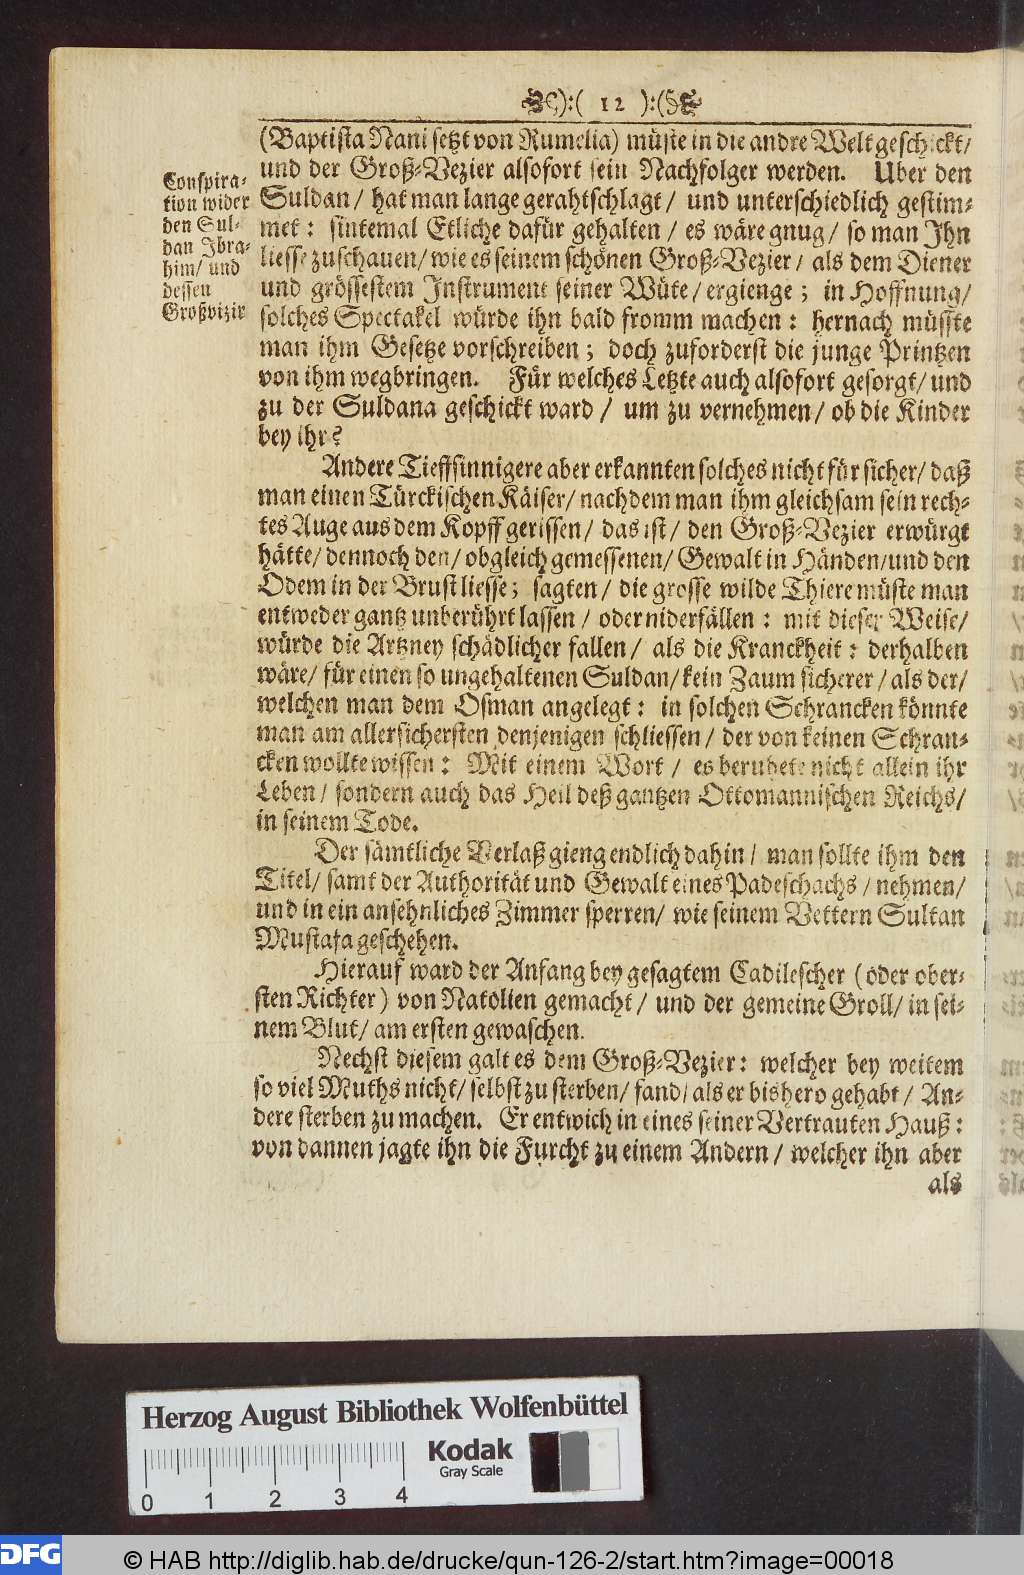 ):( 12 ):(
(Baptista Nani setzt von Rumelia) müste in die andre Welt geschickt/
und der Groß-Vezier alsofort sein Nachfolger werden. Uber den
Suldan / hat man lange gerahtschlagt / und unterschiedlich gestim-
met : sintemal Etliche dafür gehalten / es wäre gnug / so man Ihn
liesse zuschauen/ wie es seinem schönen Groß-Vezier / als dem Diener
und grössestem Instrument seiner Wüte / ergienge ; in Hoffnung/
solches Spectakel würde ihn bald fromm machen : hernach müsste
man ihm Gesetze vorschreiben ; doch zuforderst die junge Printzen
von ihm wegbringen. Für welches Letzte auch alsofort gesorgt/ und
zu der Suldana geschickt ward / um zu vernehmen/ ob die Kinder
bey ihr?
Conspira-
tion wider
den Sul-
dan Ibra-
him/ und
dessen
Großvizir
Andere Tieffsinnigere aber erkannten solches nicht für sicher/ daß
man einen Türckischen Käiser/ nachdem man ihm gleichsam sein rech-
tes Auge aus dem Kopff gerissen/ das ist/ den Groß-Vezier erwürgt
hätte/ dennoch den/ obgleich gemessenen/ Gewalt in Händen/und den
Odem in der Brust liesse; sagten/ die grosse wilde Thiere müste man
entweder gantz unberührt lassen / oder niderfällen : mit dieser Weise/
würde die Artzney schädlicher fallen/ als die Kranckheit : derhalben
wäre/ für einen so ungehaltenen Suldan/ kein Zaum sicherer / als der/
welchen man dem Osman angelegt : in solchen Schrancken könnte
man am allersichersten denjenigen schliessen / der von keinen Schran-
cken wollte wissen : Mit einem Wort / es beruhete nicht allein ihr
Leben / sondern auch das Heil deß gantzen Ottomannischen Reichs/
in seinem Tode.
Der sämtliche Verlaß gieng endlich dahin / man sollte ihm den
Titel/ samt der Authorität und Gewalt eines Padeschachs / nehmen/
und in ein ansehnliches Zimmer sperren/ wie seinem Vettern Sultan
Mustafa geschehen.
Hierauf ward der Anfang bey gesagtem Cadilescher (oder ober-
sten Richter) von Natolien gemacht/ und der gemeine Groll/ in sei-
nem Blut/ am ersten gewaschen.
Nechst diesem galt es dem Groß-Vezier : welcher bey weitem
so viel Muths nicht/ selbst zu sterben/ fand/ als er bishero gehabt / An-
dere sterben zu machen. Er entwich in eines seiner Vertrauten Hauß :
von dannen jagte ihn die Furcht zu einem Andern / welcher ihn aber
als
Herzog August Bibliothek Wolfenbüttel
Kodak
Gray Scale
0 1 2 3 4
DFG
© HAB http://diglib.hab.de/drucke/qun-126-2/start.htm?image=00018